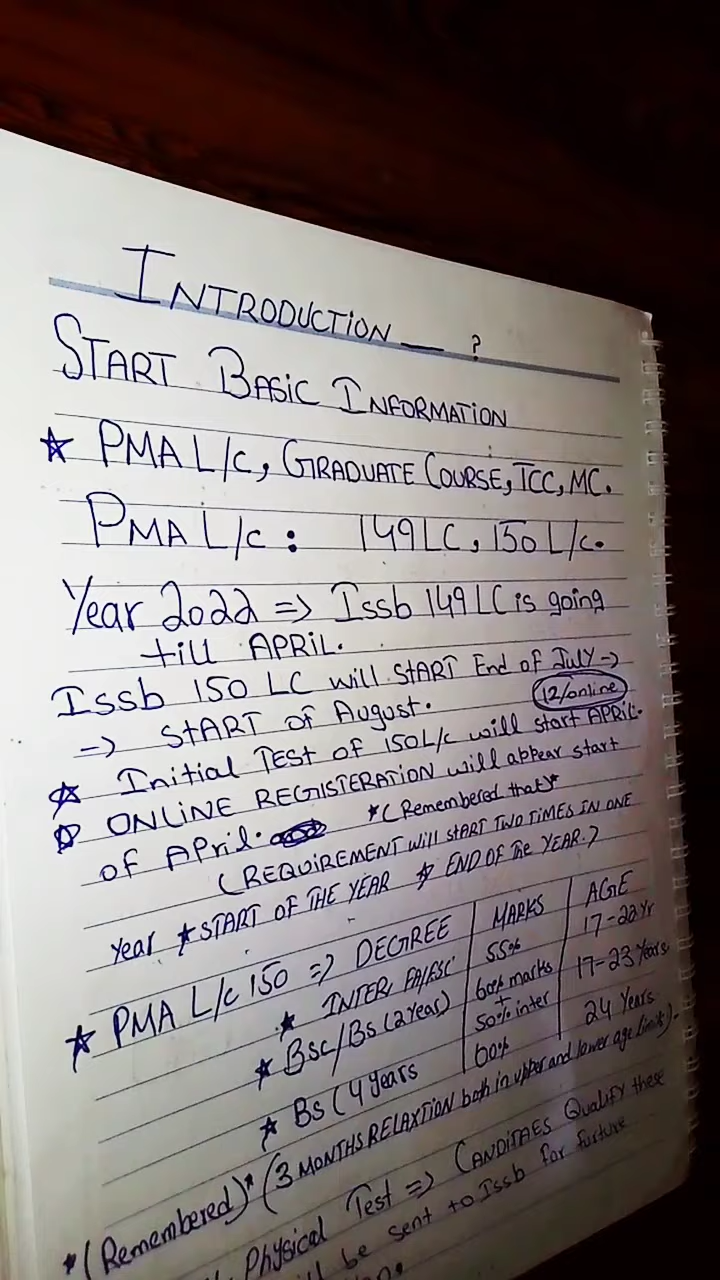 INTRODUCTION — ?
START BASIC INFORMATION
☆ PMA L/c, GRADUATE COURSE, TCC, MC.
PMA L/c : 149 LC, 150 L/c.
Year 2022 => Issb 149 LC is going
till APRIL.
Issb 150 LC will START End of July →
→ START of August. 12/online
☆ Initial TEST of 150 L/c will start APRIL.
☆ ONLINE REGISTERATION will appear start
of April. *(Remembered that)*
(REQUIREMENT will START TWO TIMES IN ONE
Year ☆ START OF THE YEAR ☆ END OF THE YEAR.)
☆ PMA L/c 150 => DEGREE MARKS AGE
☆ INTER/ FA/FSC 55% 17-22 Yr
☆ BSC/BS (2 Year) 60% marks + 50% inter 17-23 Years.
☆ BS (4 Years 60% 24 Years
*(Remembered)* (3 MONTHS RELAXTION both in upper and lower age limit).
Physical Test => CANDITAES Qualify these
be sent to Issb for furture